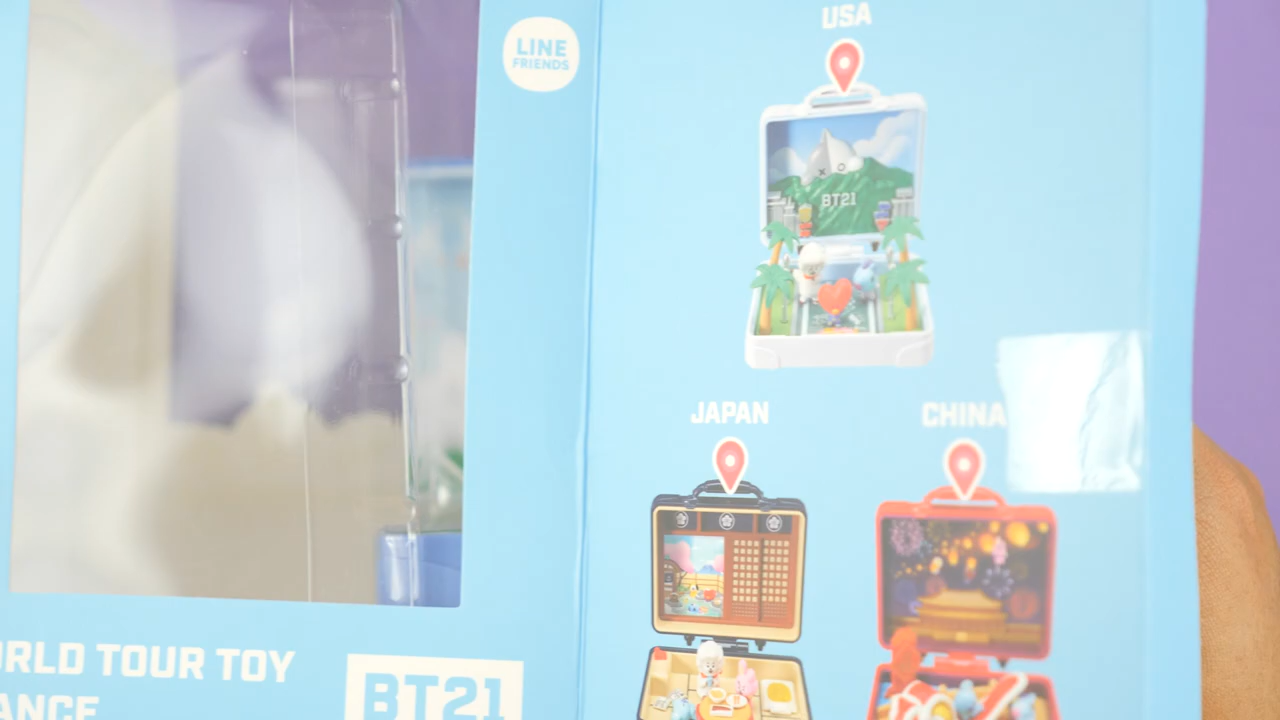 LINE
FRIENDS
ORLD TOUR TOY
ANCE
BT21
USA
BT21
JAPAN
CHINA